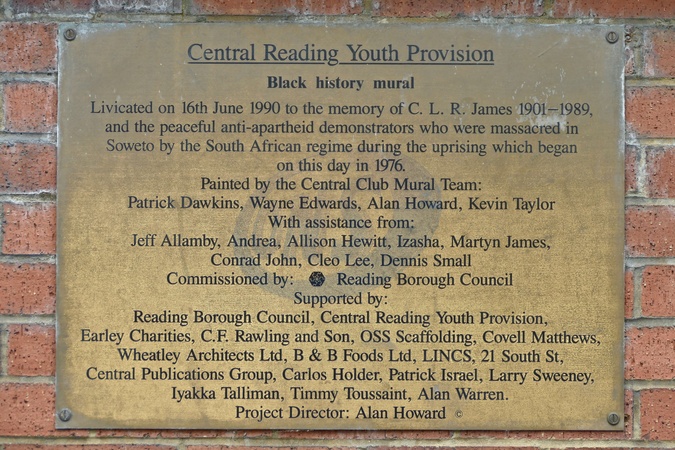 Central Reading Youth Provision
Black history mural
Livicated on 16th June 1990 to the memory of C. L. R. James 1901–1989,
and the peaceful anti-apartheid demonstrators who were massacred in
Soweto by the South African regime during the uprising which began
on this day in 1976.
Painted by the Central Club Mural Team:
Patrick Dawkins, Wayne Edwards, Alan Howard, Kevin Taylor
With assistance from:
Jeff Allamby, Andrea, Allison Hewitt, Izasha, Martyn James,
Conrad John, Cleo Lee, Dennis Small
Commissioned by: Reading Borough Council
Supported by:
Reading Borough Council, Central Reading Youth Provision,
Earley Charities, C.F. Rawling and Son, OSS Scaffolding, Covell Matthews,
Wheatley Architects Ltd, B & B Foods Ltd, LINCS, 21 South St,
Central Publications Group, Carlos Holder, Patrick Israel, Larry Sweeney,
Iyakka Talliman, Timmy Toussaint, Alan Warren.
Project Director: Alan Howard ©